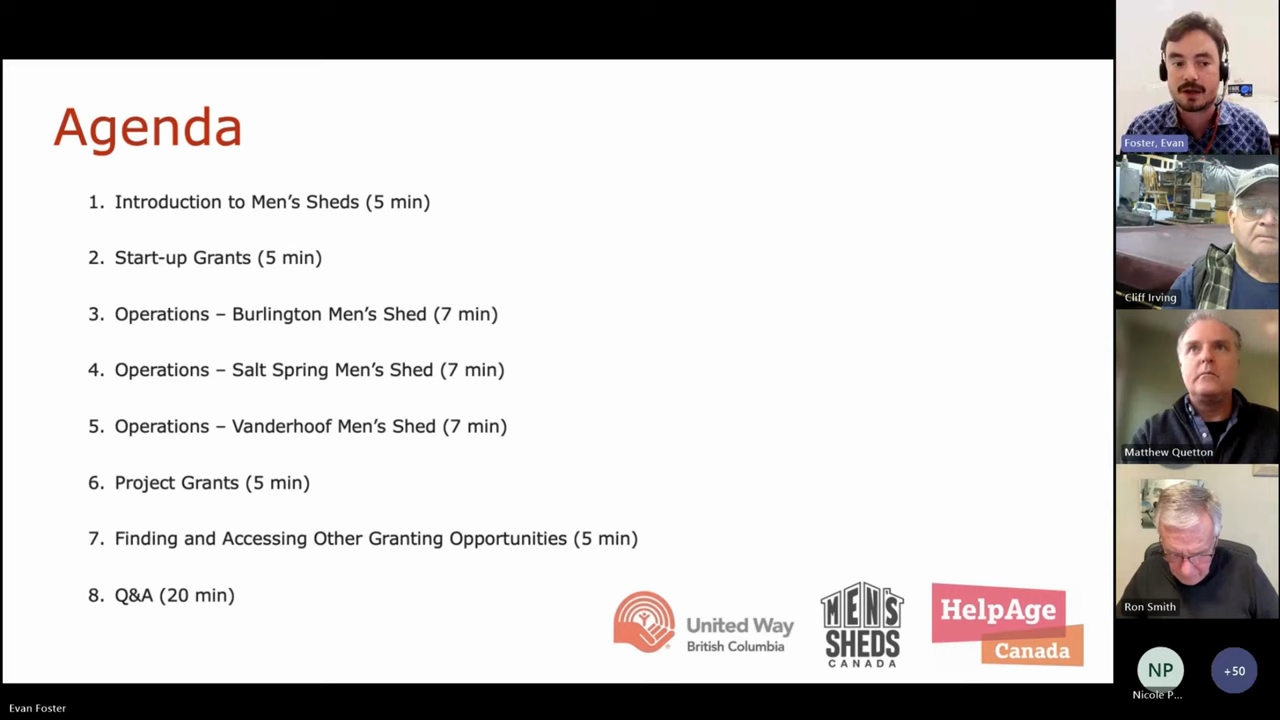 Agenda
1. Introduction to Men's Sheds (5 min)
2. Start-up Grants (5 min)
3. Operations – Burlington Men's Shed (7 min)
4. Operations – Salt Spring Men's Shed (7 min)
5. Operations – Vanderhoof Men's Shed (7 min)
6. Project Grants (5 min)
7. Finding and Accessing Other Granting Opportunities (5 min)
8. Q&A (20 min)
United Way
British Columbia
MEN'S
SHEDS
CANADA
HelpAge
Canada
Foster, Evan
Cliff Irving
Matthew Quetton
Ron Smith
NP
Nicole P...
+50
Evan Foster